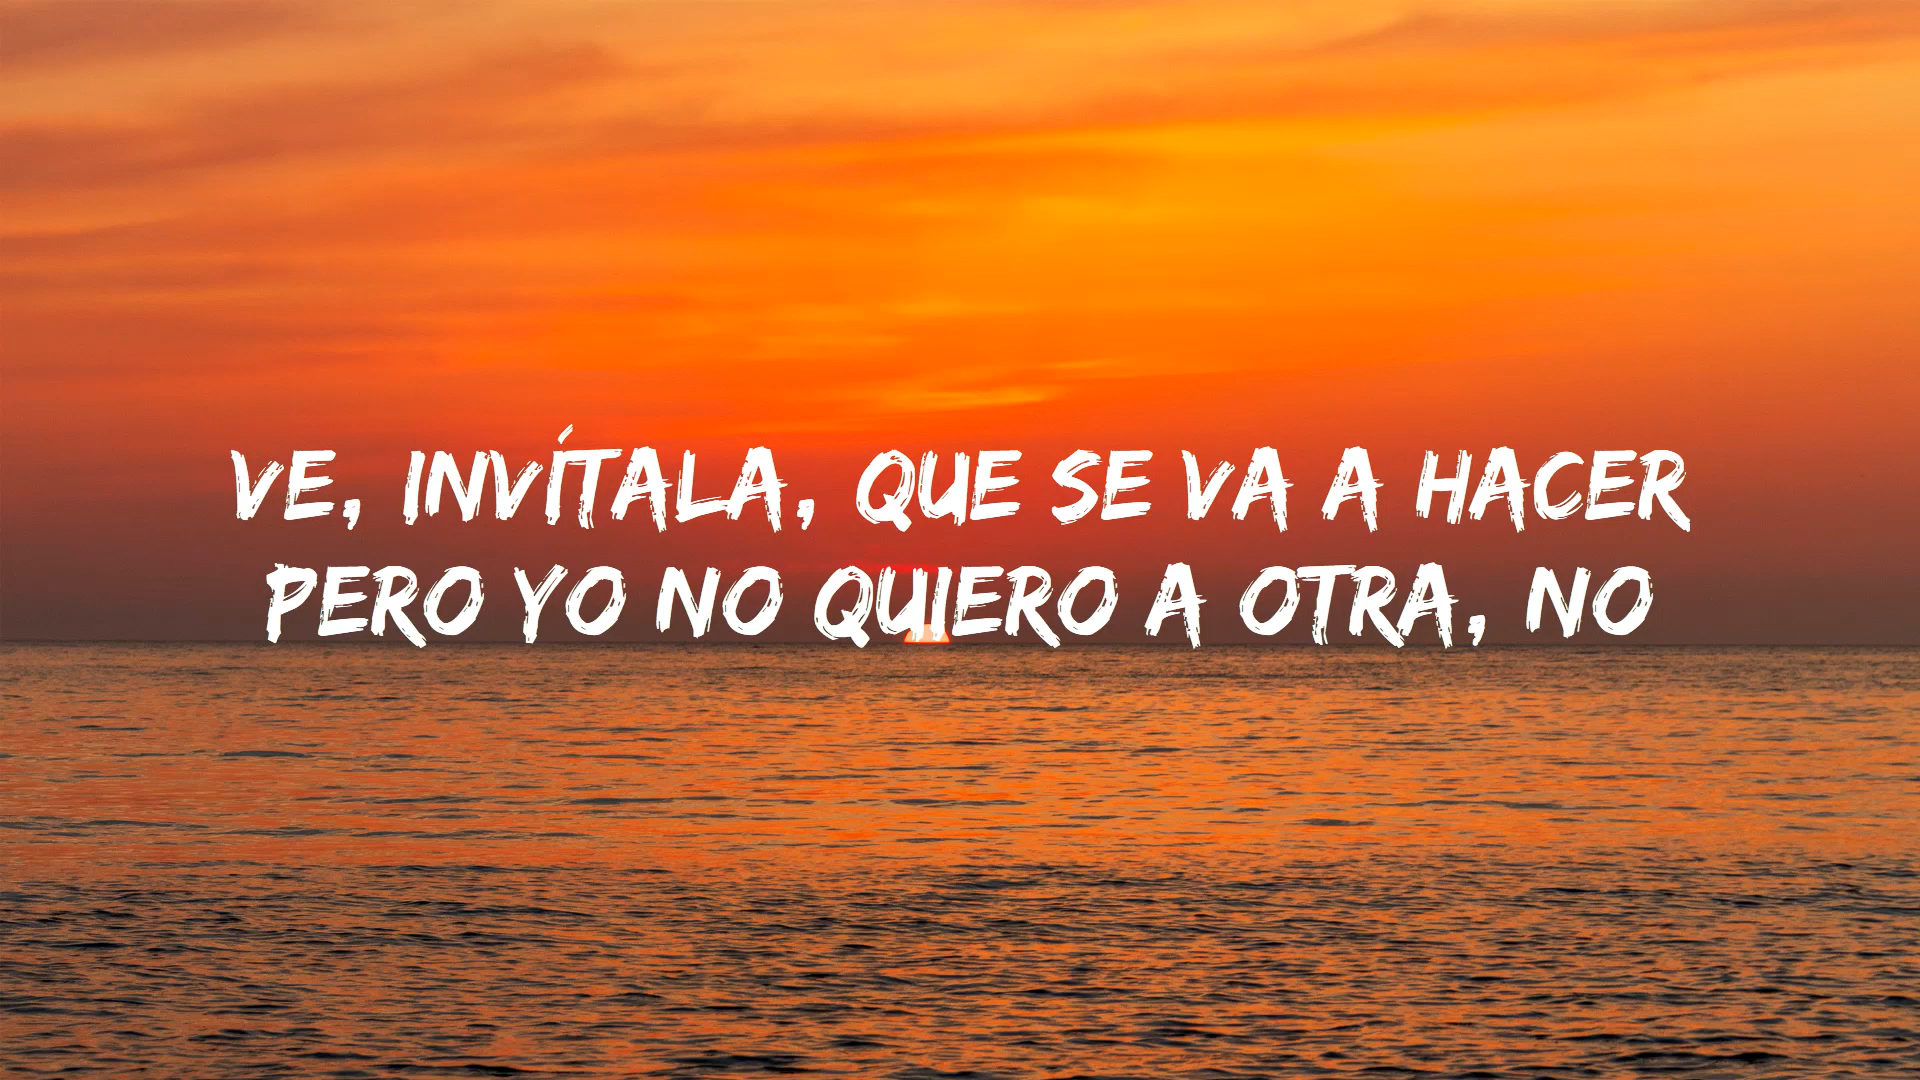 VE, INVÍTALA, QUE SE VA A HACER
PERO YO NO QUIERO A OTRA, NO